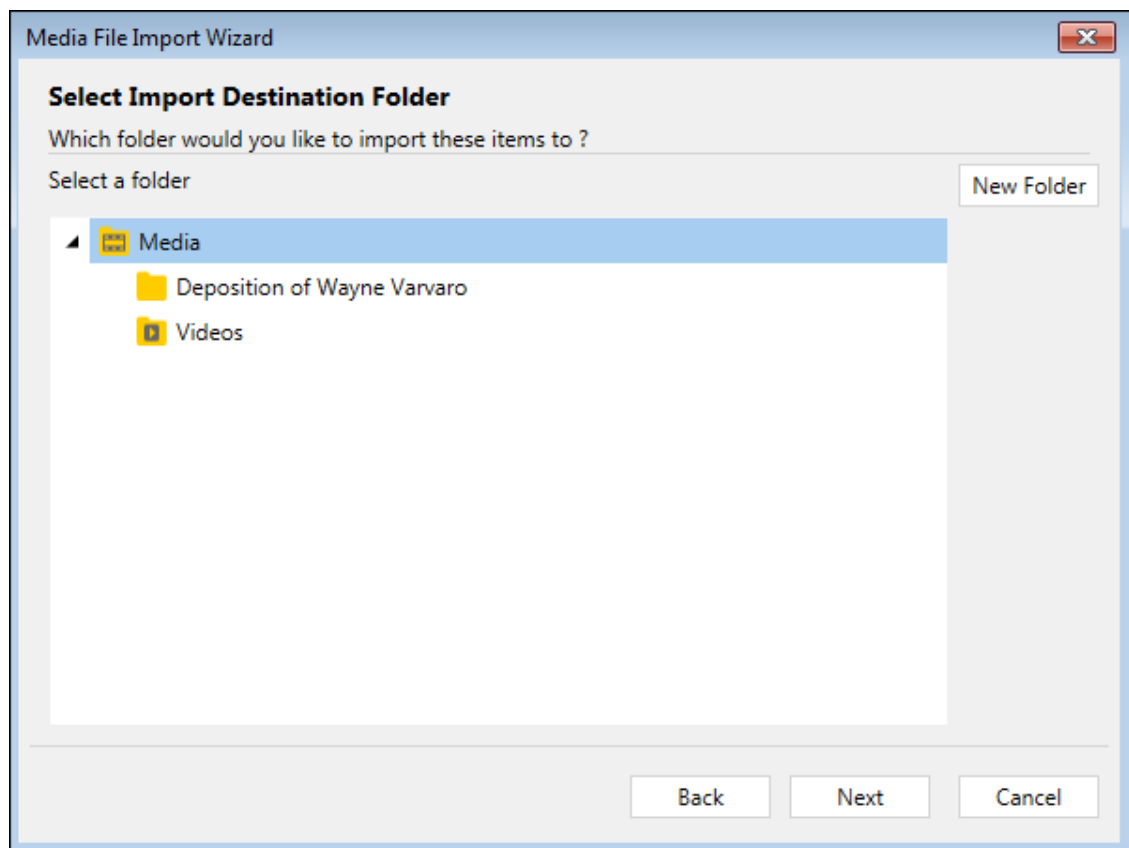 Media File Import Wizard
Select Import Destination Folder
Which folder would you like to import these items to ?
Select a folder
New Folder
Media
Deposition of Wayne Varvaro
Videos
Back
Next
Cancel